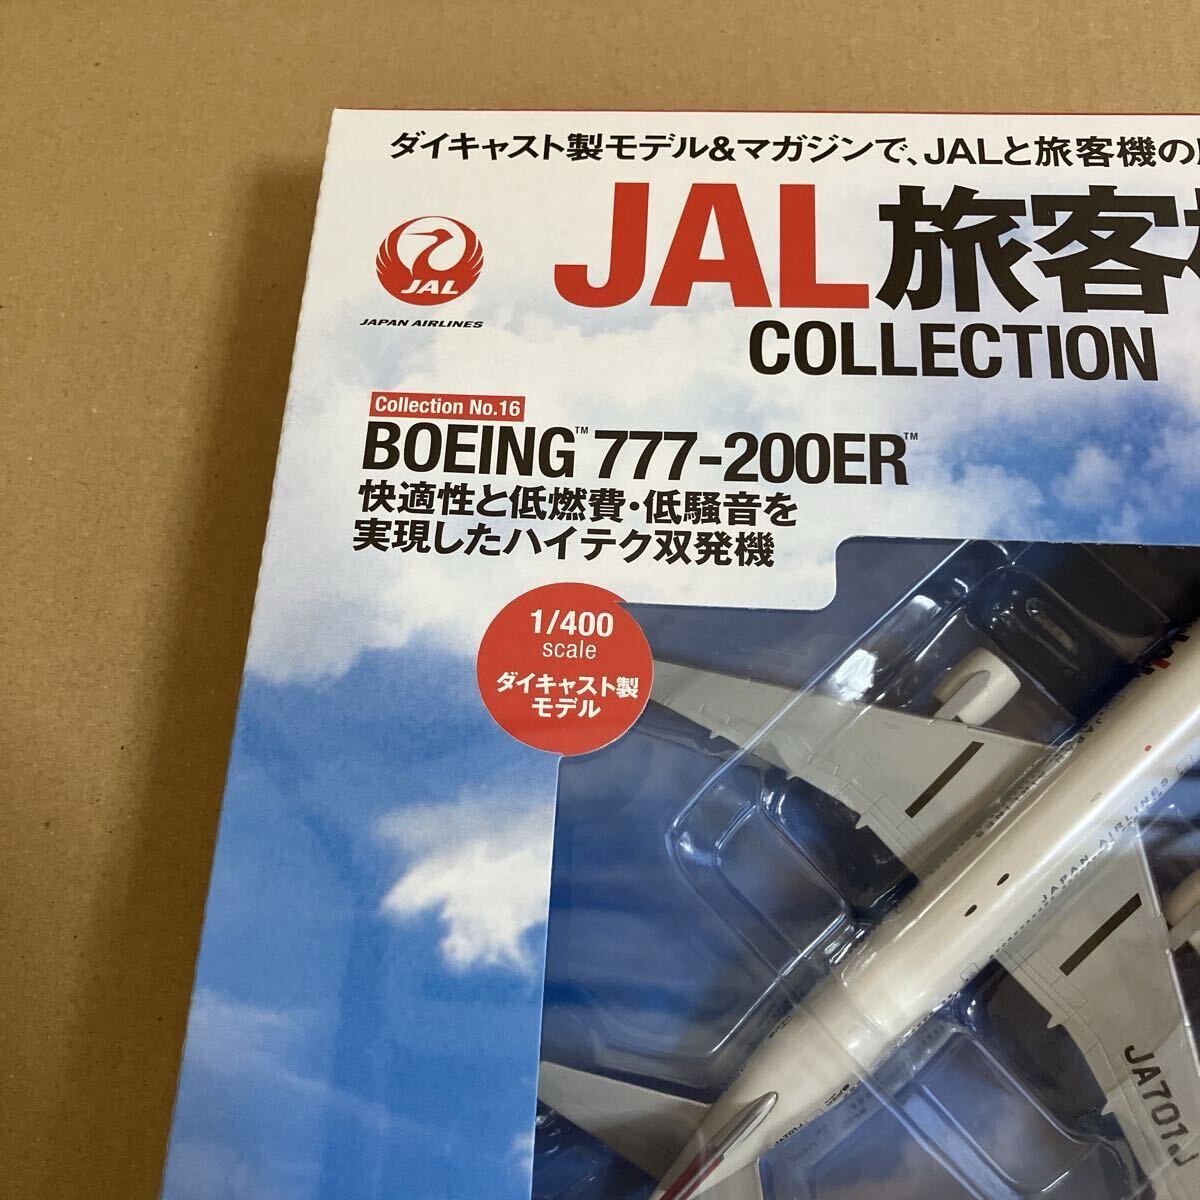 ダイキャスト製モデル&マガジンで、JALと旅客機の
JAL旅客
COLLECTION
JAL
JAPAN AIRLINES
Collection No.16
BOEING™ 777-200ER™
快適性と低燃費・低騒音を
実現したハイテク双発機
1/400
scale
ダイキャスト製
モデル
JAPAN AIRLINES
JA701J